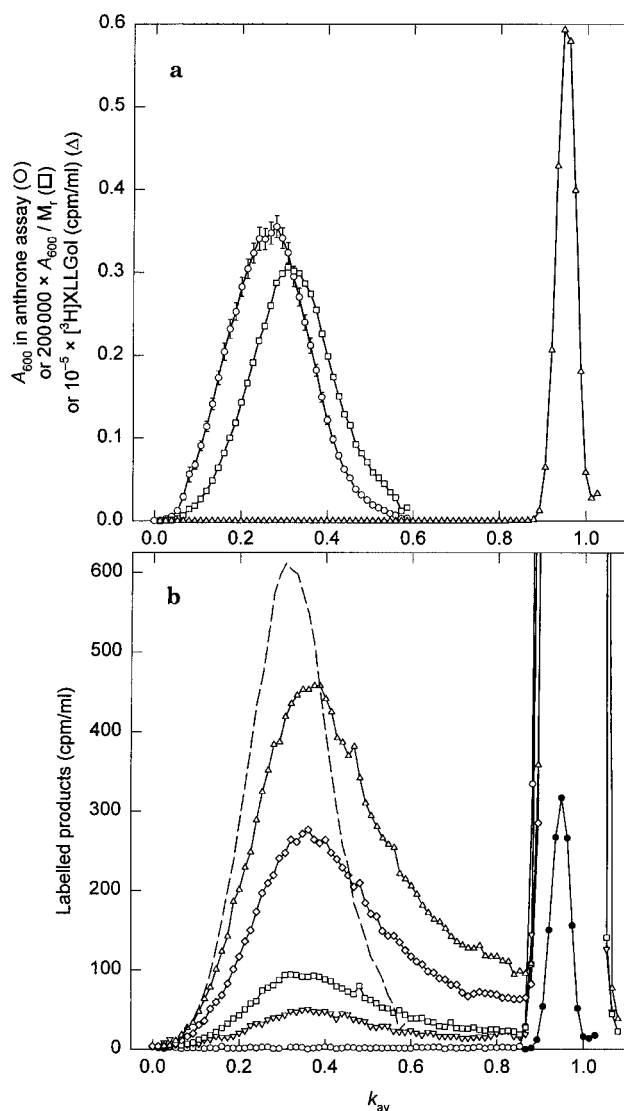 a
0.6
0.5
0.4
0.3
0.2
0.1
0.0
A600 in anthrone assay (○)
or 200 000 × A600 / Mr (□)
or 10⁻⁵ × [³H]XLLGol (cpm/ml) (△)
0.0 0.2 0.4 0.6 0.8 1.0
b
600
500
400
300
200
100
0
Labelled products (cpm/ml)
0.0 0.2 0.4 0.6 0.8 1.0
kav